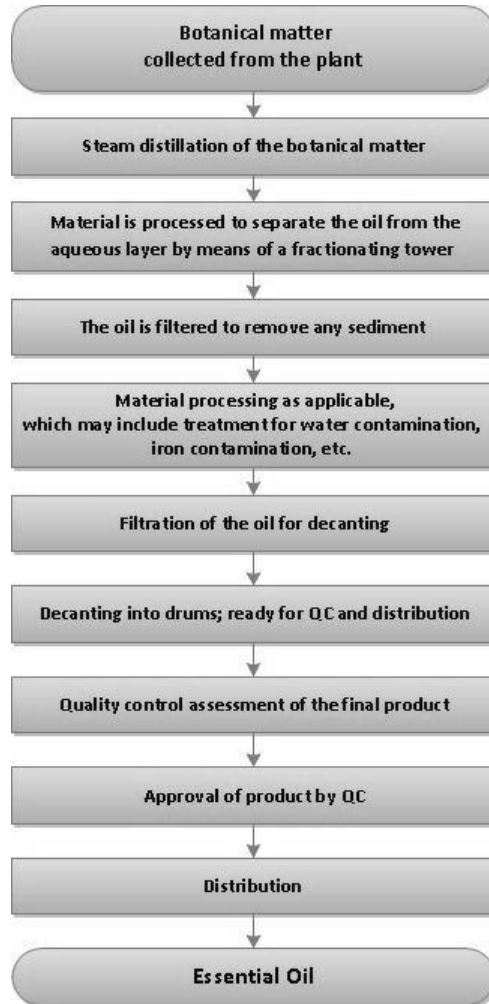 Botanical matter
collected from the plant
Steam distillation of the botanical matter
Material is processed to separate the oil from the
aqueous layer by means of a fractionating tower
The oil is filtered to remove any sediment
Material processing as applicable,
which may include treatment for water contamination,
iron contamination, etc.
Filtration of the oil for decanting
Decanting into drums; ready for QC and distribution
Quality control assessment of the final product
Approval of product by QC
Distribution
Essential Oil